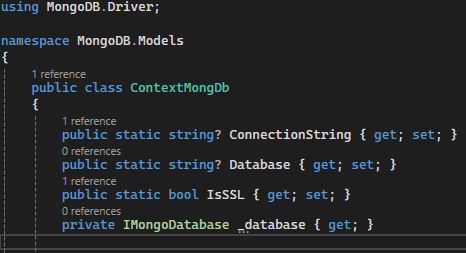 using MongoDB.Driver;
namespace MongoDB.Models
{
1 reference
public class ContextMongDb
{
1 reference
public static string? ConnectionString { get; set; }
0 references
public static string? Database { get; set; }
1 reference
public static bool IsSSL { get; set; }
0 references
private IMongoDatabase _database { get; }